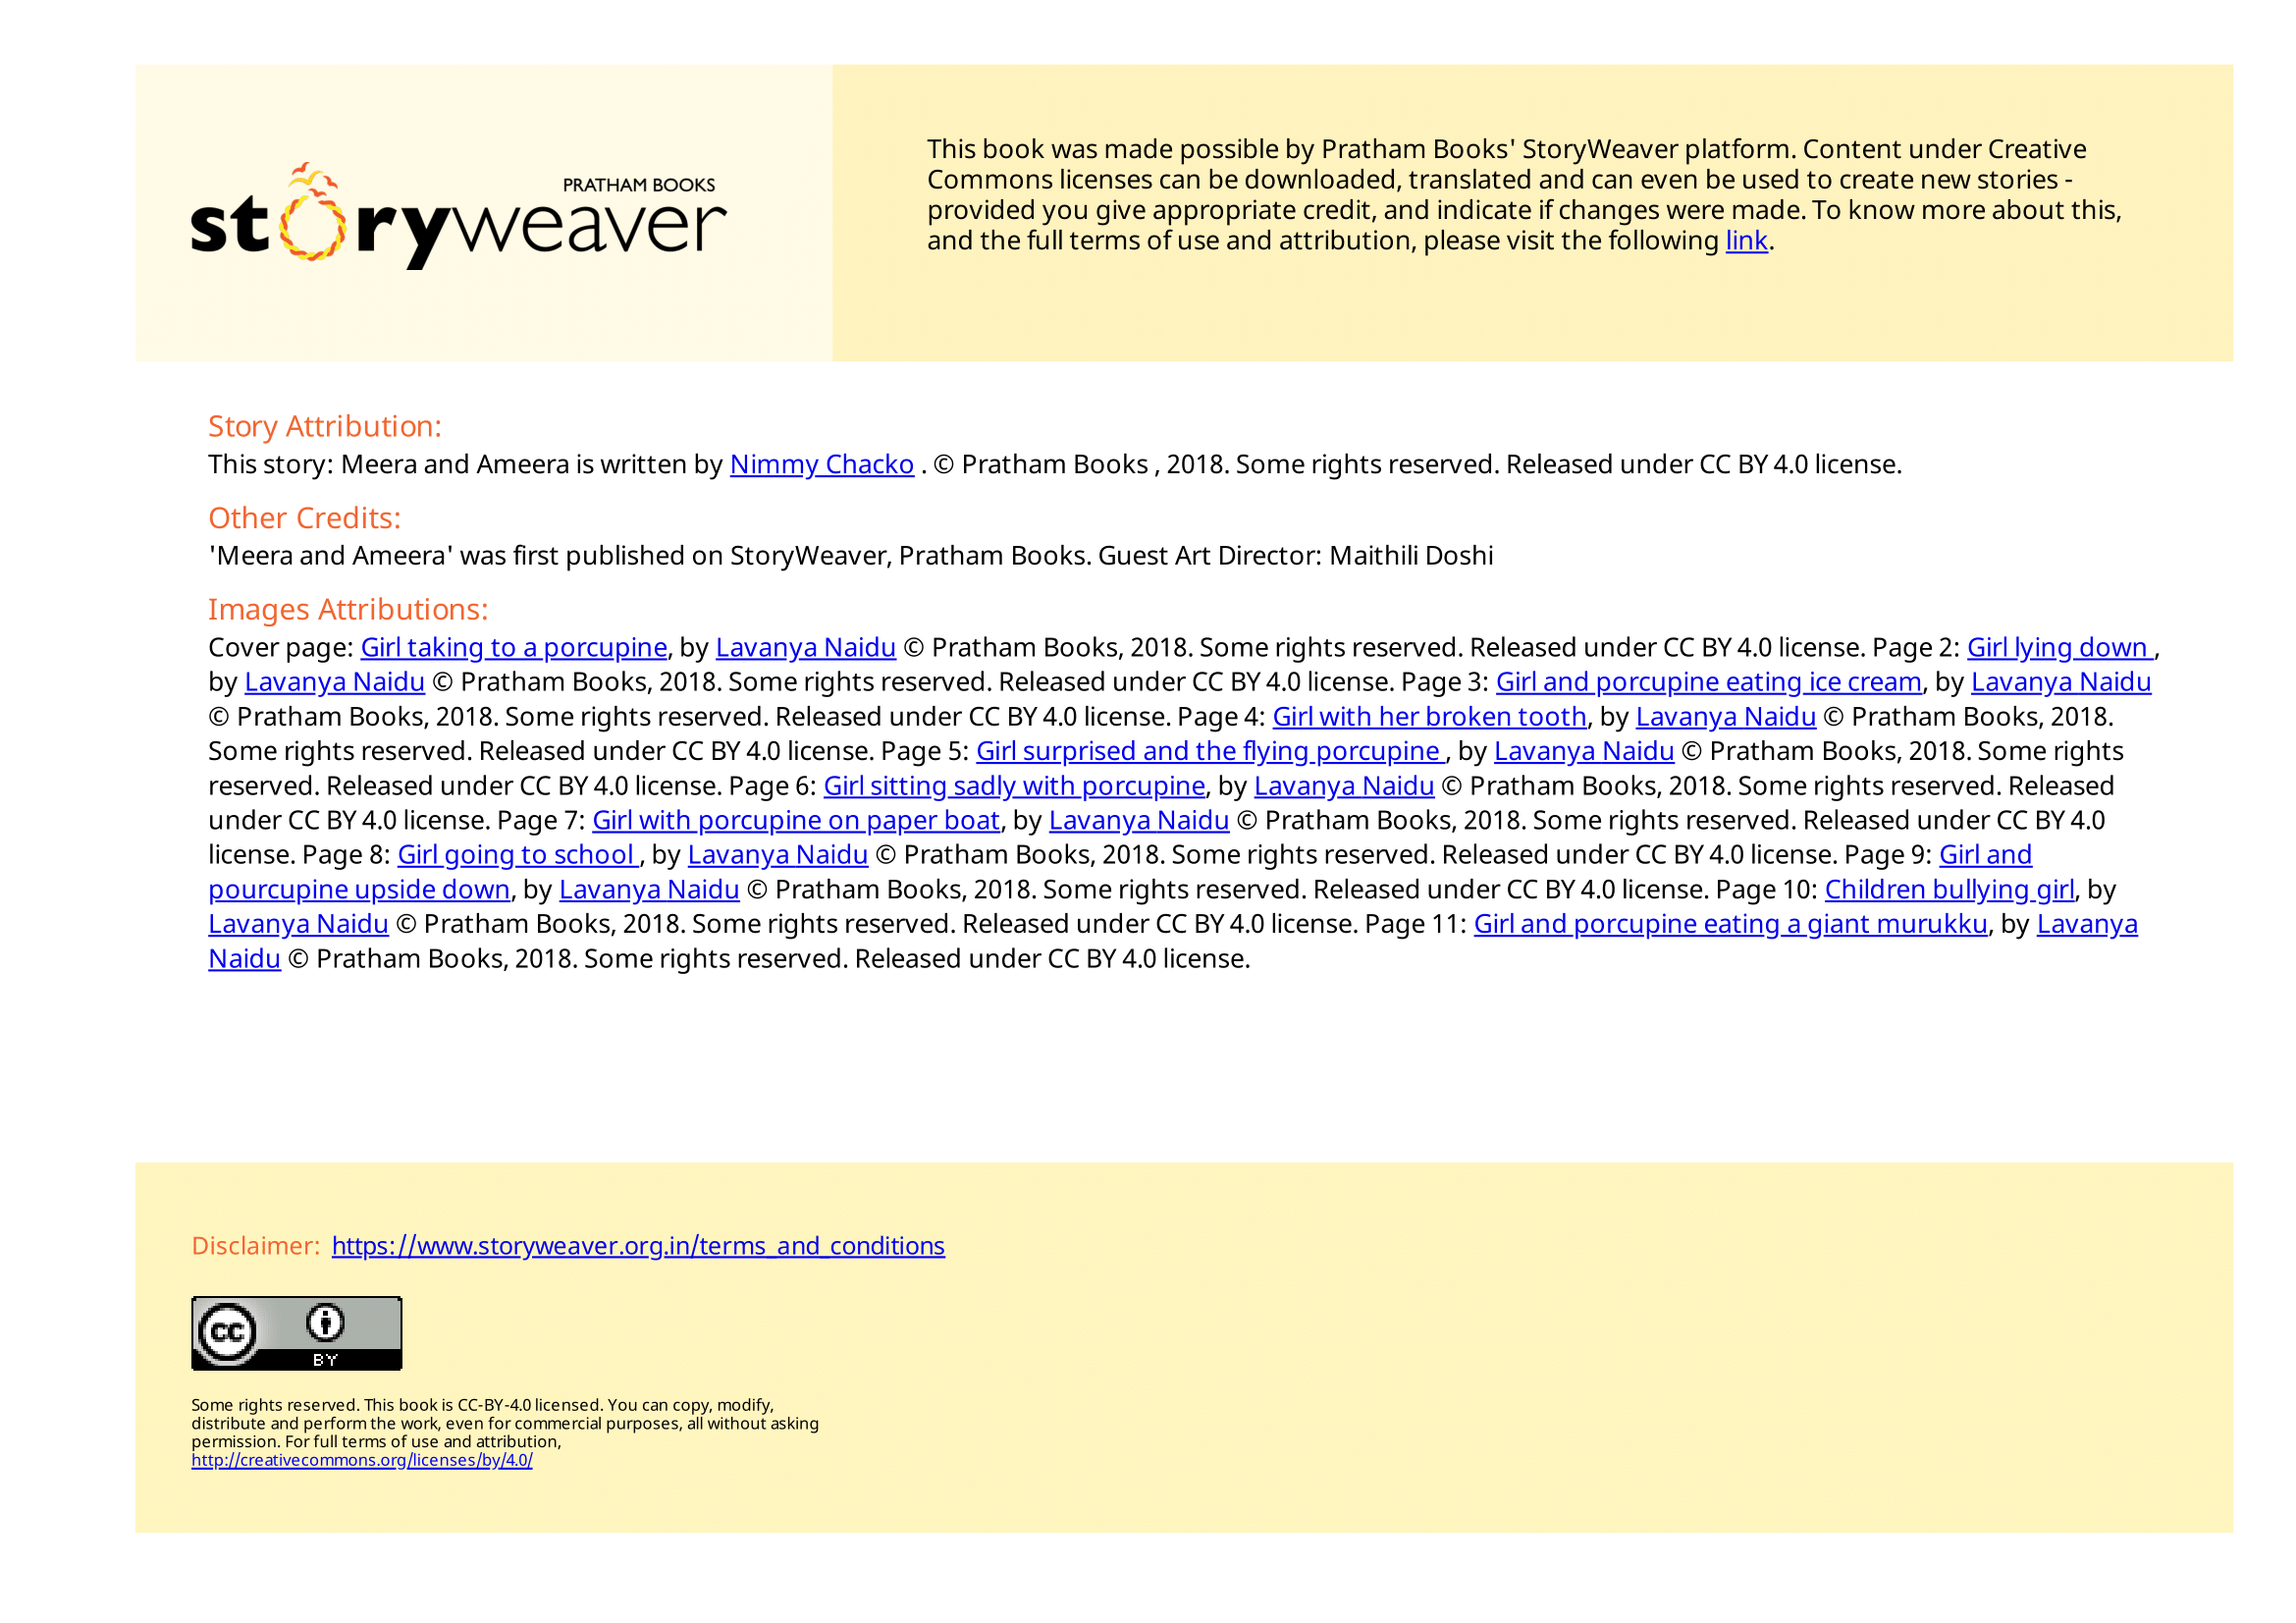 PRATHAM BOOKS
storyweaver
This book was made possible by Pratham Books' StoryWeaver platform. Content under Creative
Commons licenses can be downloaded, translated and can even be used to create new stories -
provided you give appropriate credit, and indicate if changes were made. To know more about this,
and the full terms of use and attribution, please visit the following link.
Story Attribution:
This story: Meera and Ameera is written by Nimmy Chacko . © Pratham Books , 2018. Some rights reserved. Released under CC BY 4.0 license.
Other Credits:
'Meera and Ameera' was first published on StoryWeaver, Pratham Books. Guest Art Director: Maithili Doshi
Images Attributions:
Cover page: Girl taking to a porcupine, by Lavanya Naidu © Pratham Books, 2018. Some rights reserved. Released under CC BY 4.0 license. Page 2: Girl lying down ,
by Lavanya Naidu © Pratham Books, 2018. Some rights reserved. Released under CC BY 4.0 license. Page 3: Girl and porcupine eating ice cream, by Lavanya Naidu
© Pratham Books, 2018. Some rights reserved. Released under CC BY 4.0 license. Page 4: Girl with her broken tooth, by Lavanya Naidu © Pratham Books, 2018.
Some rights reserved. Released under CC BY 4.0 license. Page 5: Girl surprised and the flying porcupine , by Lavanya Naidu © Pratham Books, 2018. Some rights
reserved. Released under CC BY 4.0 license. Page 6: Girl sitting sadly with porcupine, by Lavanya Naidu © Pratham Books, 2018. Some rights reserved. Released
under CC BY 4.0 license. Page 7: Girl with porcupine on paper boat, by Lavanya Naidu © Pratham Books, 2018. Some rights reserved. Released under CC BY 4.0
license. Page 8: Girl going to school , by Lavanya Naidu © Pratham Books, 2018. Some rights reserved. Released under CC BY 4.0 license. Page 9: Girl and
pourcupine upside down, by Lavanya Naidu © Pratham Books, 2018. Some rights reserved. Released under CC BY 4.0 license. Page 10: Children bullying girl, by
Lavanya Naidu © Pratham Books, 2018. Some rights reserved. Released under CC BY 4.0 license. Page 11: Girl and porcupine eating a giant murukku, by Lavanya
Naidu © Pratham Books, 2018. Some rights reserved. Released under CC BY 4.0 license.
Disclaimer: https://www.storyweaver.org.in/terms_and_conditions
CC
BY
Some rights reserved. This book is CC-BY-4.0 licensed. You can copy, modify,
distribute and perform the work, even for commercial purposes, all without asking
permission. For full terms of use and attribution,
http://creativecommons.org/licenses/by/4.0/